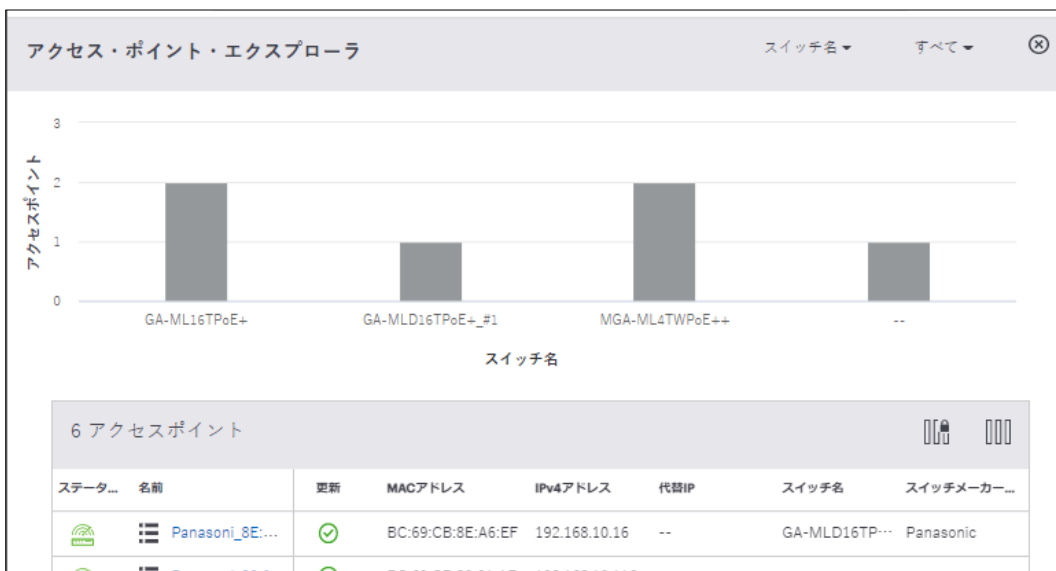 アクセス・ポイント・エクスプローラ スイッチ名 すべて
3
2
1
0
アクセスポイント
GA-ML16TPoE+ GA-MLD16TPoE+_#1 MGA-ML4TWPoE++ --
スイッチ名
6 アクセスポイント
ステータ... 名前 更新 MACアドレス IPv4アドレス 代替IP スイッチ名 スイッチメーカー...
Panasoni_8E:... BC:69:CB:8E:A6:EF 192.168.10.16 -- GA-MLD16TP... Panasonic